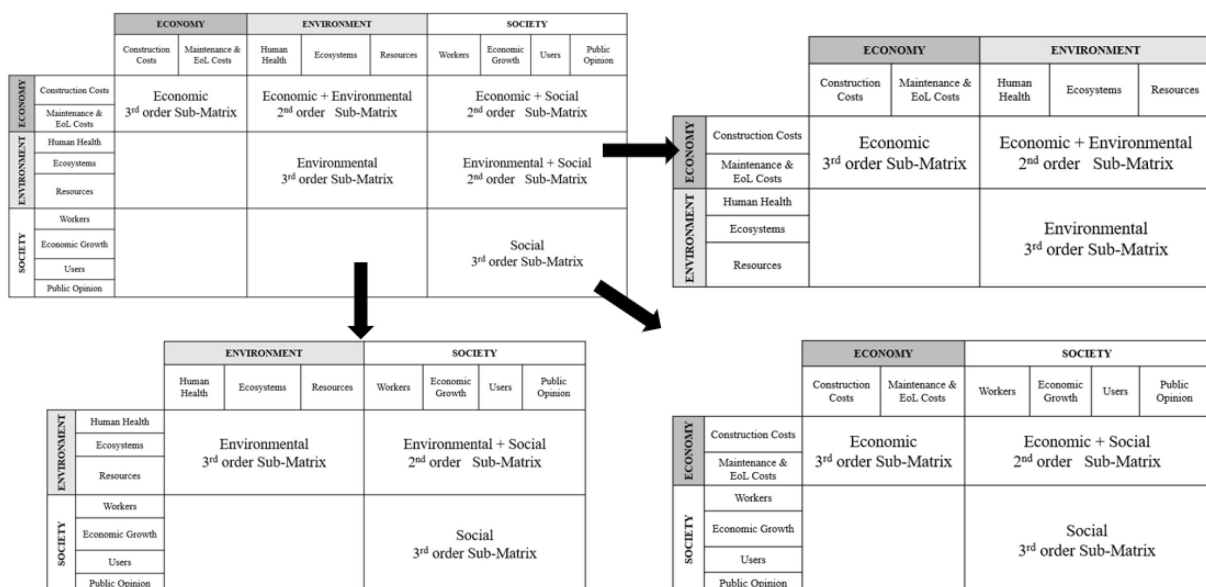 ECONOMY ENVIRONMENT SOCIETY
Construction Costs Maintenance & EoL Costs Human Health Ecosystems Resources Workers Economic Growth Users Public Opinion
ECONOMY
Construction Costs
Maintenance & EoL Costs
Economic
3rd order Sub-Matrix
Economic + Environmental
2nd order Sub-Matrix
Economic + Social
2nd order Sub-Matrix
ENVIRONMENT
Human Health
Ecosystems
Resources
Environmental
3rd order Sub-Matrix
Environmental + Social
2nd order Sub-Matrix
SOCIETY
Workers
Economic Growth
Users
Public Opinion
Social
3rd order Sub-Matrix
ECONOMY ENVIRONMENT
Construction Costs Maintenance & EoL Costs Human Health Ecosystems Resources
ECONOMY
Construction Costs
Maintenance & EoL Costs
Economic
3rd order Sub-Matrix
Economic + Environmental
2nd order Sub-Matrix
ENVIRONMENT
Human Health
Ecosystems
Resources
Environmental
3rd order Sub-Matrix
ENVIRONMENT SOCIETY
Human Health Ecosystems Resources Workers Economic Growth Users Public Opinion
ENVIRONMENT
Human Health
Ecosystems
Resources
Environmental
3rd order Sub-Matrix
Environmental + Social
2nd order Sub-Matrix
SOCIETY
Workers
Economic Growth
Users
Public Opinion
Social
3rd order Sub-Matrix
ECONOMY SOCIETY
Construction Costs Maintenance & EoL Costs Workers Economic Growth Users Public Opinion
ECONOMY
Construction Costs
Maintenance & EoL Costs
Economic
3rd order Sub-Matrix
Economic + Social
2nd order Sub-Matrix
SOCIETY
Workers
Economic Growth
Users
Public Opinion
Social
3rd order Sub-Matrix